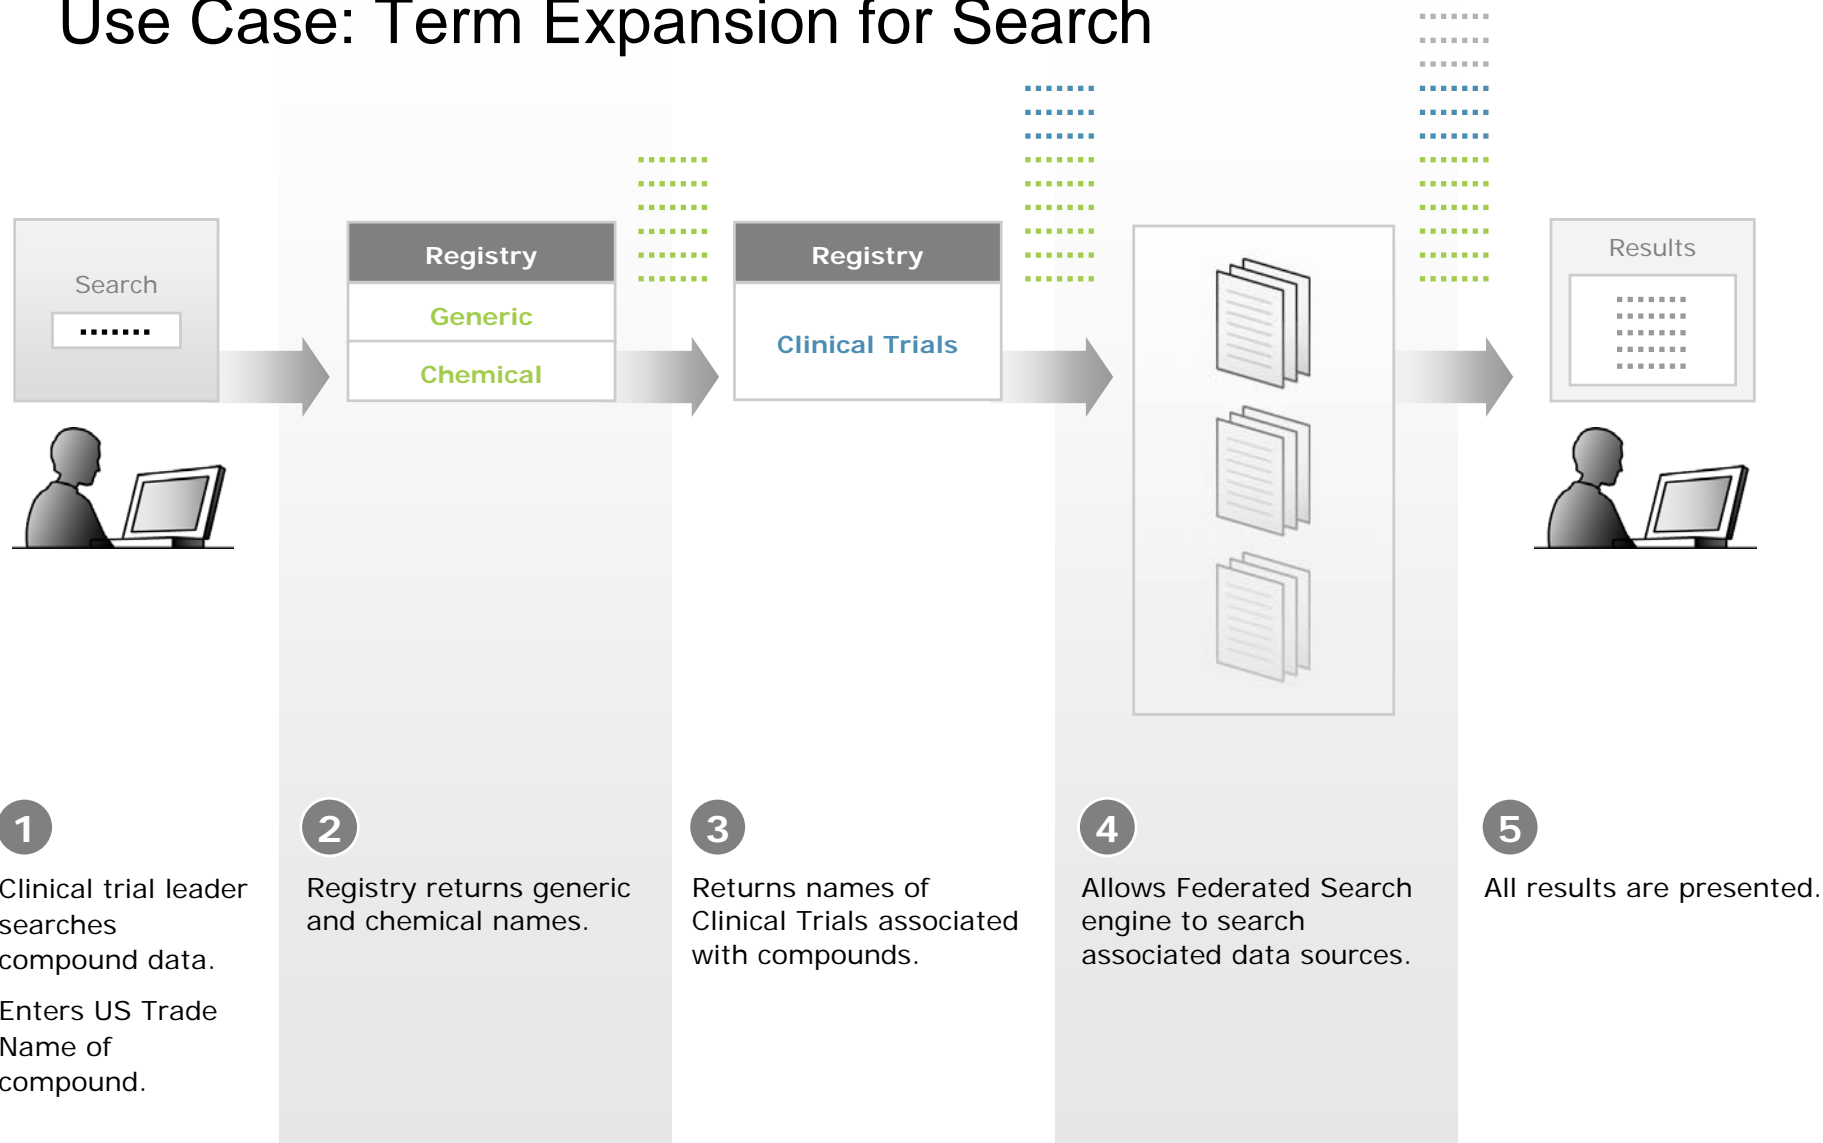 Use Case: Term Expansion for Search
Search
Registry
Generic
Chemical
Registry
Clinical Trials
Results
1
Clinical trial leader
searches
compound data.
Enters US Trade
Name of
compound.
2
Registry returns generic
and chemical names.
3
Returns names of
Clinical Trials associated
with compounds.
4
Allows Federated Search
engine to search
associated data sources.
5
All results are presented.